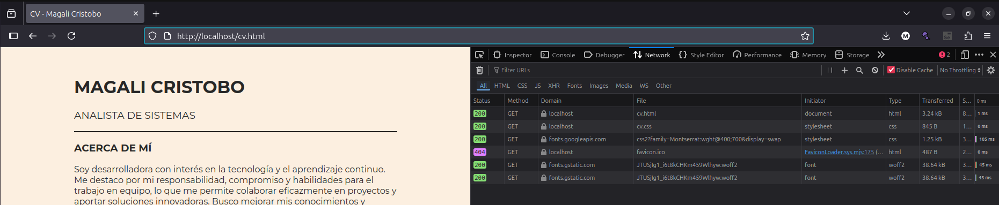 CV - Magali Cristobo
http://localhost/cv.html
M
Se
MAGALI CRISTOBO
ANALISTA DE SISTEMAS
ACERCA DE MÍ
Soy desarrolladora con interés en la tecnología y el aprendizaje continuo.
Me destaco por mi responsabilidad, compromiso y habilidades para el
trabajo en equipo, lo que me permite colaborar eficazmente en proyectos y
aportar soluciones innovadoras. Busco mejorar mis conocimientos y
Inspector Console Debugger Network Style Editor Performance Memory Storage 2
Filter URLs Disable Cache No Throttling
All HTML CSS JS XHR Fonts Images Media WS Other
Status Method Domain File Initiator Type Transferred S... 0 ms
200 GET localhost cv.html document html 3.24 kB 8... 1 ms
200 GET localhost cv.css stylesheet css 845 B 1... 0 ms
200 GET fonts.googleapis.com css2?family=Montserrat:wght@400;700&display=swap stylesheet css 1.25 kB 3... 105 ms
404 GET localhost favicon.ico FaviconLoader.sys.mjs:175 (... html 487 B 2... 0 ms
200 GET fonts.gstatic.com JTUSjIg1_i6t8kCHKm459Wlhyw.woff2 font woff2 38.64 kB 3... 45 ms
200 GET fonts.gstatic.com JTUSjIg1_i6t8kCHKm459Wlhyw.woff2 font woff2 38.64 kB 3... 45 ms